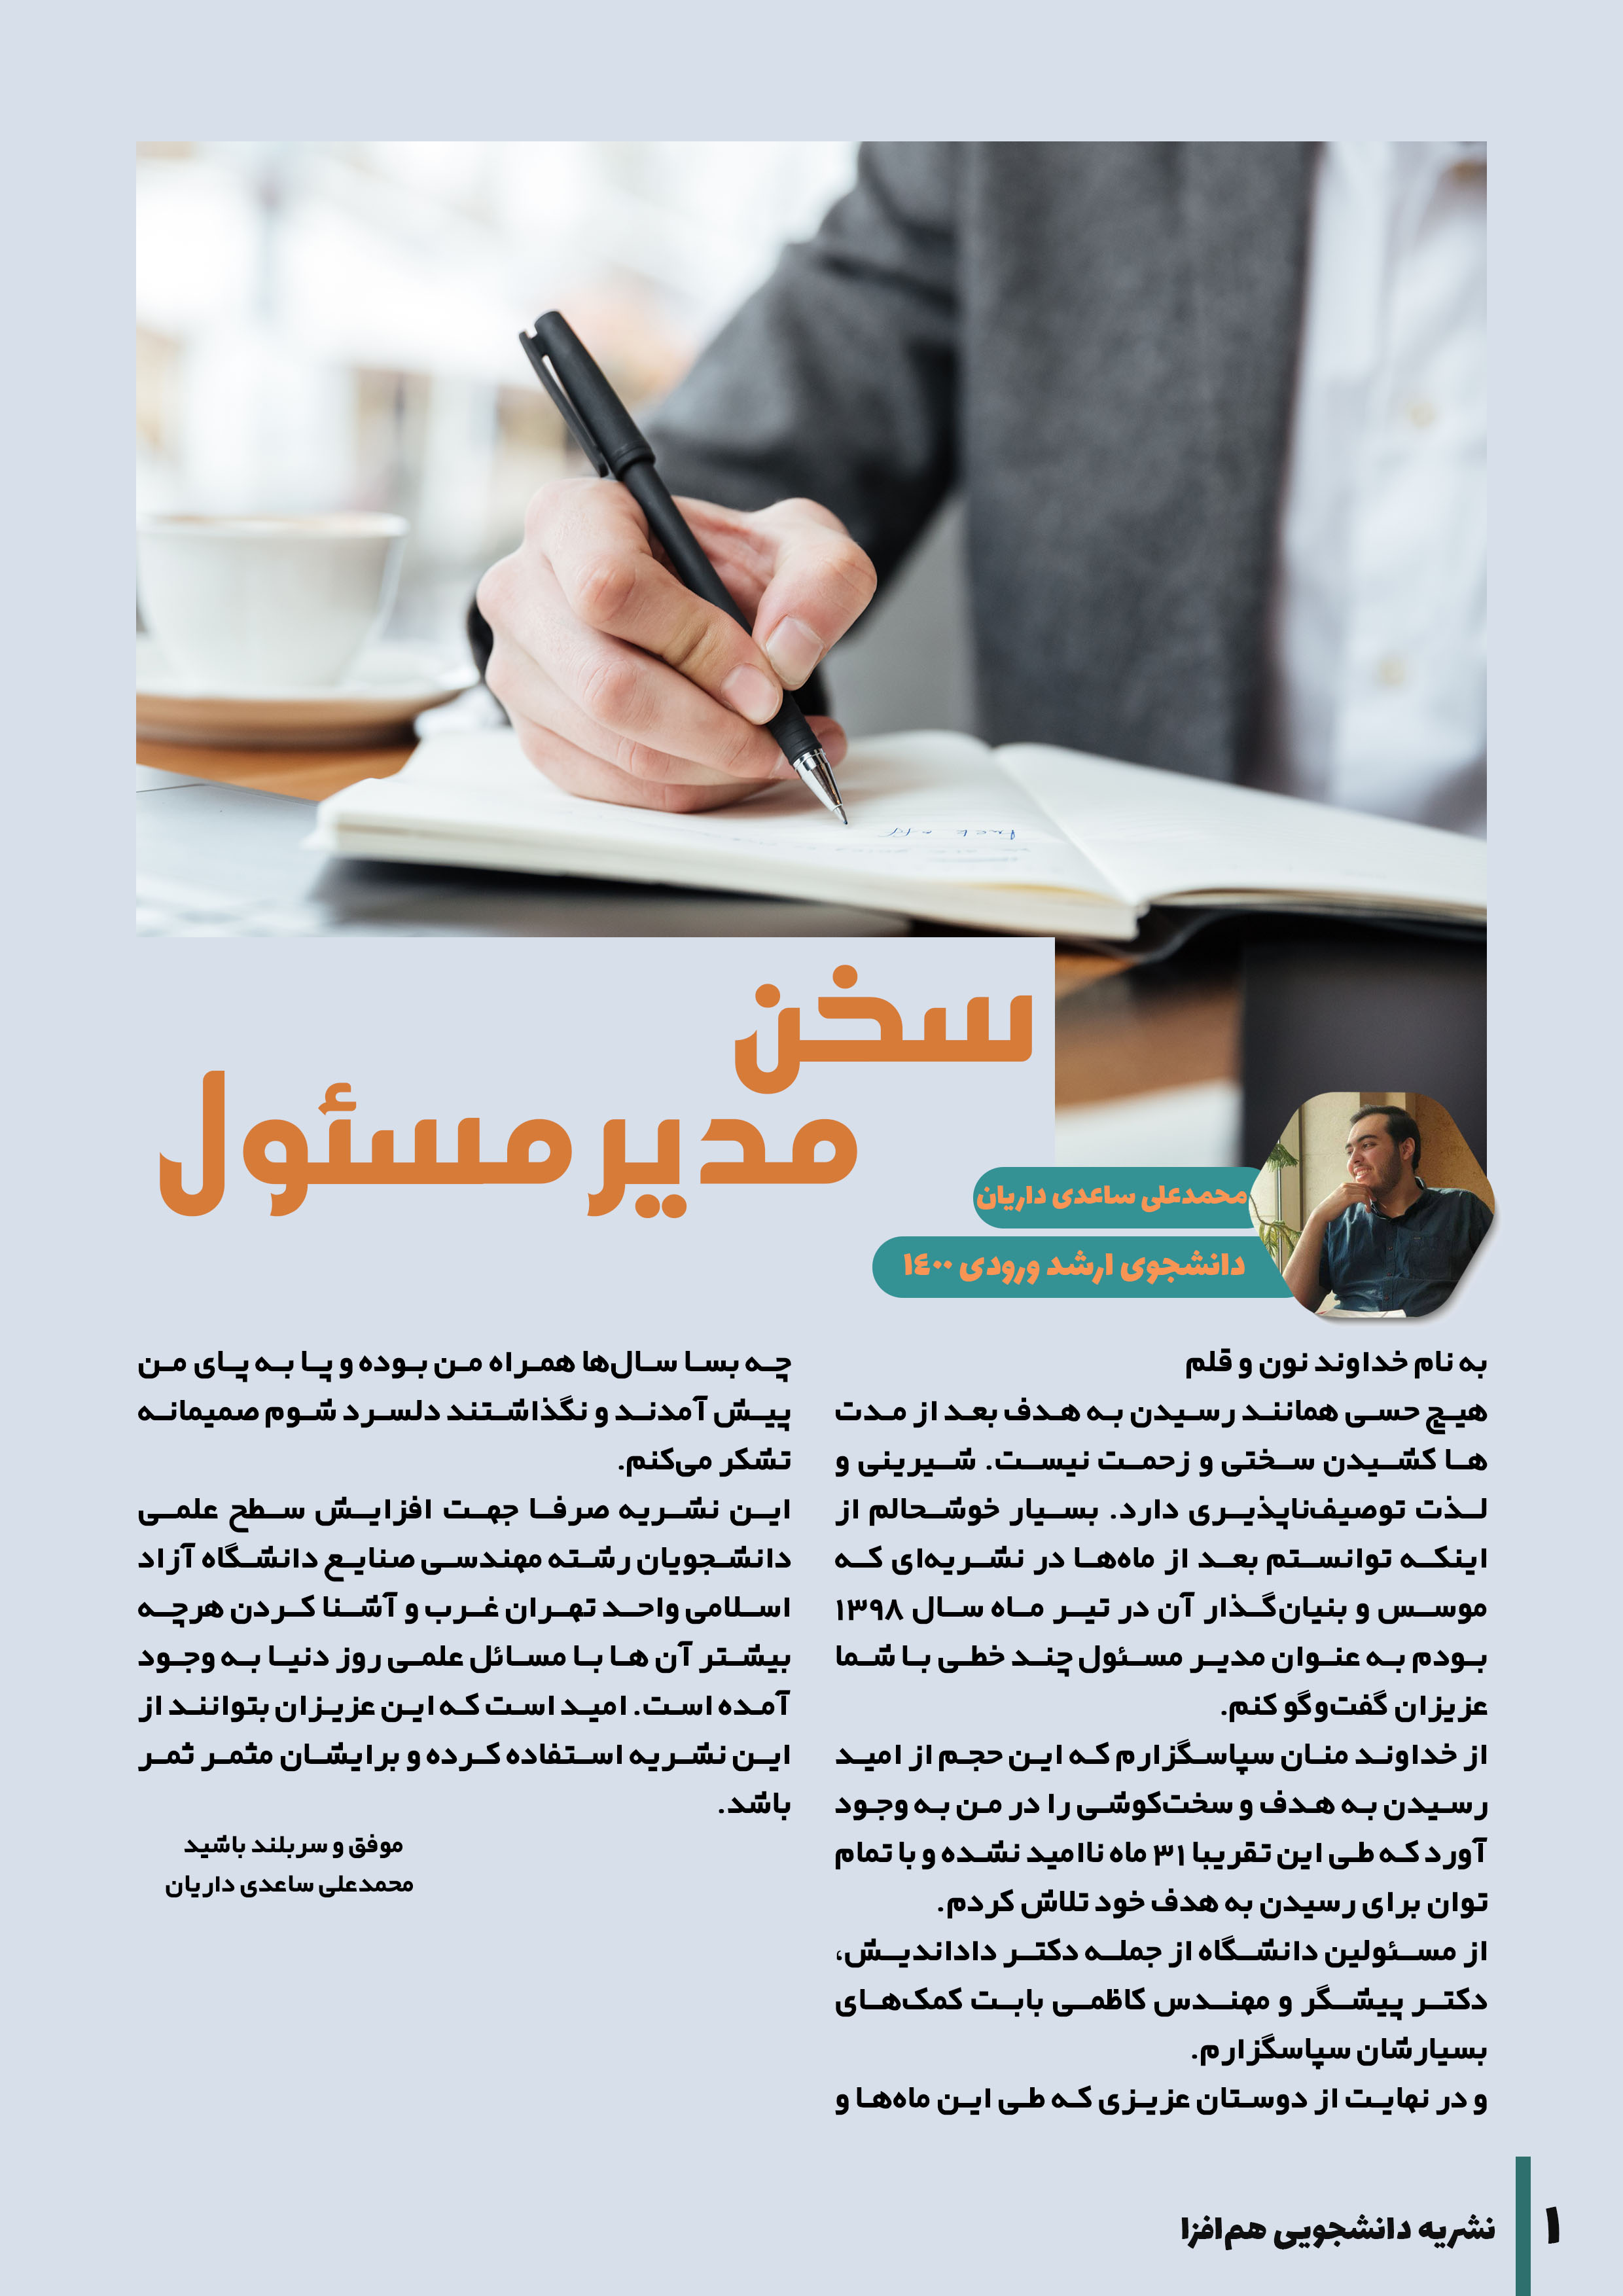 سخن
مدیرمسئول
محمدعلی ساعدی داریان
دانشجوی ارشد ورودی ۱۴۰۰
به نام خداوند نون و قلم
هیچ حسی همانند رسیدن به هدف بعد از مدت
ها کشیدن سختی و زحمت نیست. شیرینی و
لذت توصیف‌ناپذیری دارد. بسیار خوشحالم از
اینکه توانستم بعد از ماه‌ها در نشریه‌ای که
موسس و بنیان‌گذار آن در تیر ماه سال ۱۳۹۸
بودم به عنوان مدیر مسئول چند خطی با شما
عزیزان گفت‌وگو کنم.
از خداوند منان سپاسگزارم که این حجم از امید
رسیدن به هدف و سخت‌کوشی را در من به وجود
آورد که طی این تقریبا ۳۱ ماه ناامید نشده و با تمام
توان برای رسیدن به هدف خود تلاش کردم.
از مسئولین دانشگاه از جمله دکتر داداندیش،
دکتر پیشگر و مهندس کاظمی بابت کمک‌های
بسیارشان سپاسگزارم.
و در نهایت از دوستان عزیزی که طی این ماه‌ها و
چه بسا سال‌ها همراه من بوده و پا به پای من
پیش آمدند و نگذاشتند دلسرد شوم صمیمانه
تشکر می‌کنم.
این نشریه صرفا جهت افزایش سطح علمی
دانشجویان رشته مهندسی صنایع دانشگاه آزاد
اسلامی واحد تهران غرب و آشنا کردن هرچه
بیشتر آن ها با مسائل علمی روز دنیا به وجود
آمده است. امید است که این عزیزان بتوانند از
این نشریه استفاده کرده و برایشان مثمر ثمر
باشد.
موفق و سربلند باشید
محمدعلی ساعدی داریان
نشریه دانشجویی هم‌افزا
۱